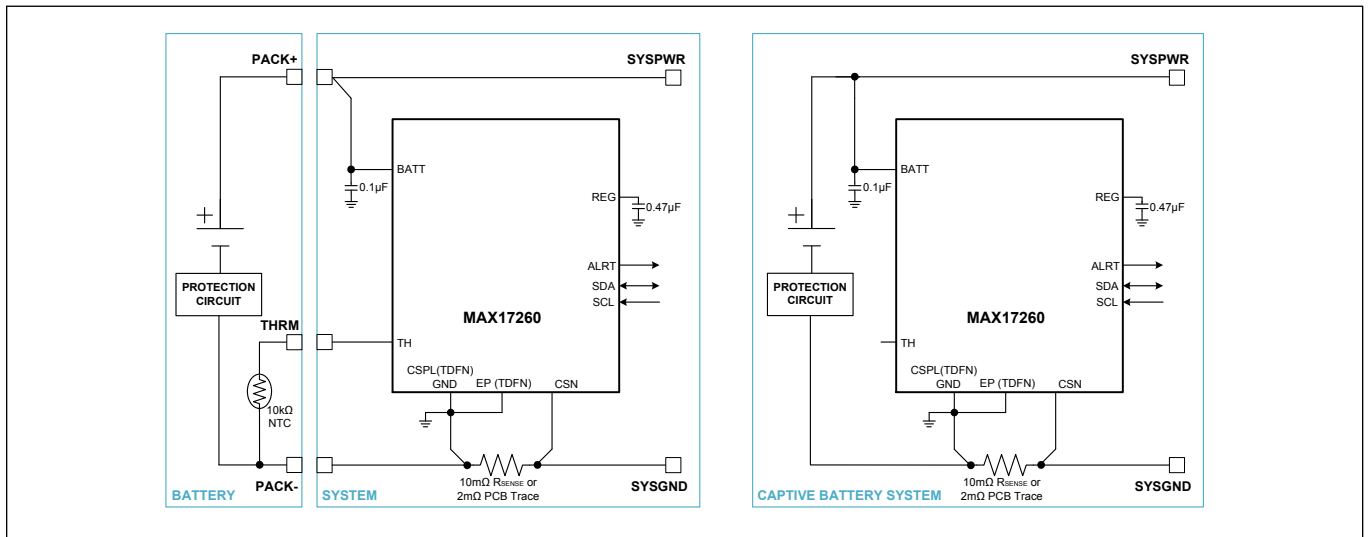 PACK+
SYSPWR
BATT
0.1µF
REG
0.47µF
+
PROTECTION
CIRCUIT
ALRT
SDA
SCL
MAX17260
THRM
TH
CSPL(TDFN)
GND
EP (TDFN)
CSN
10kΩ
NTC
10mΩ RSENSE or
2mΩ PCB Trace
PACK-
SYSGND
BATTERY
SYSTEM
SYSPWR
BATT
0.1µF
REG
0.47µF
+
PROTECTION
CIRCUIT
ALRT
SDA
SCL
MAX17260
TH
CSPL(TDFN)
GND
EP (TDFN)
CSN
10mΩ RSENSE or
2mΩ PCB Trace
SYSGND
CAPTIVE BATTERY SYSTEM